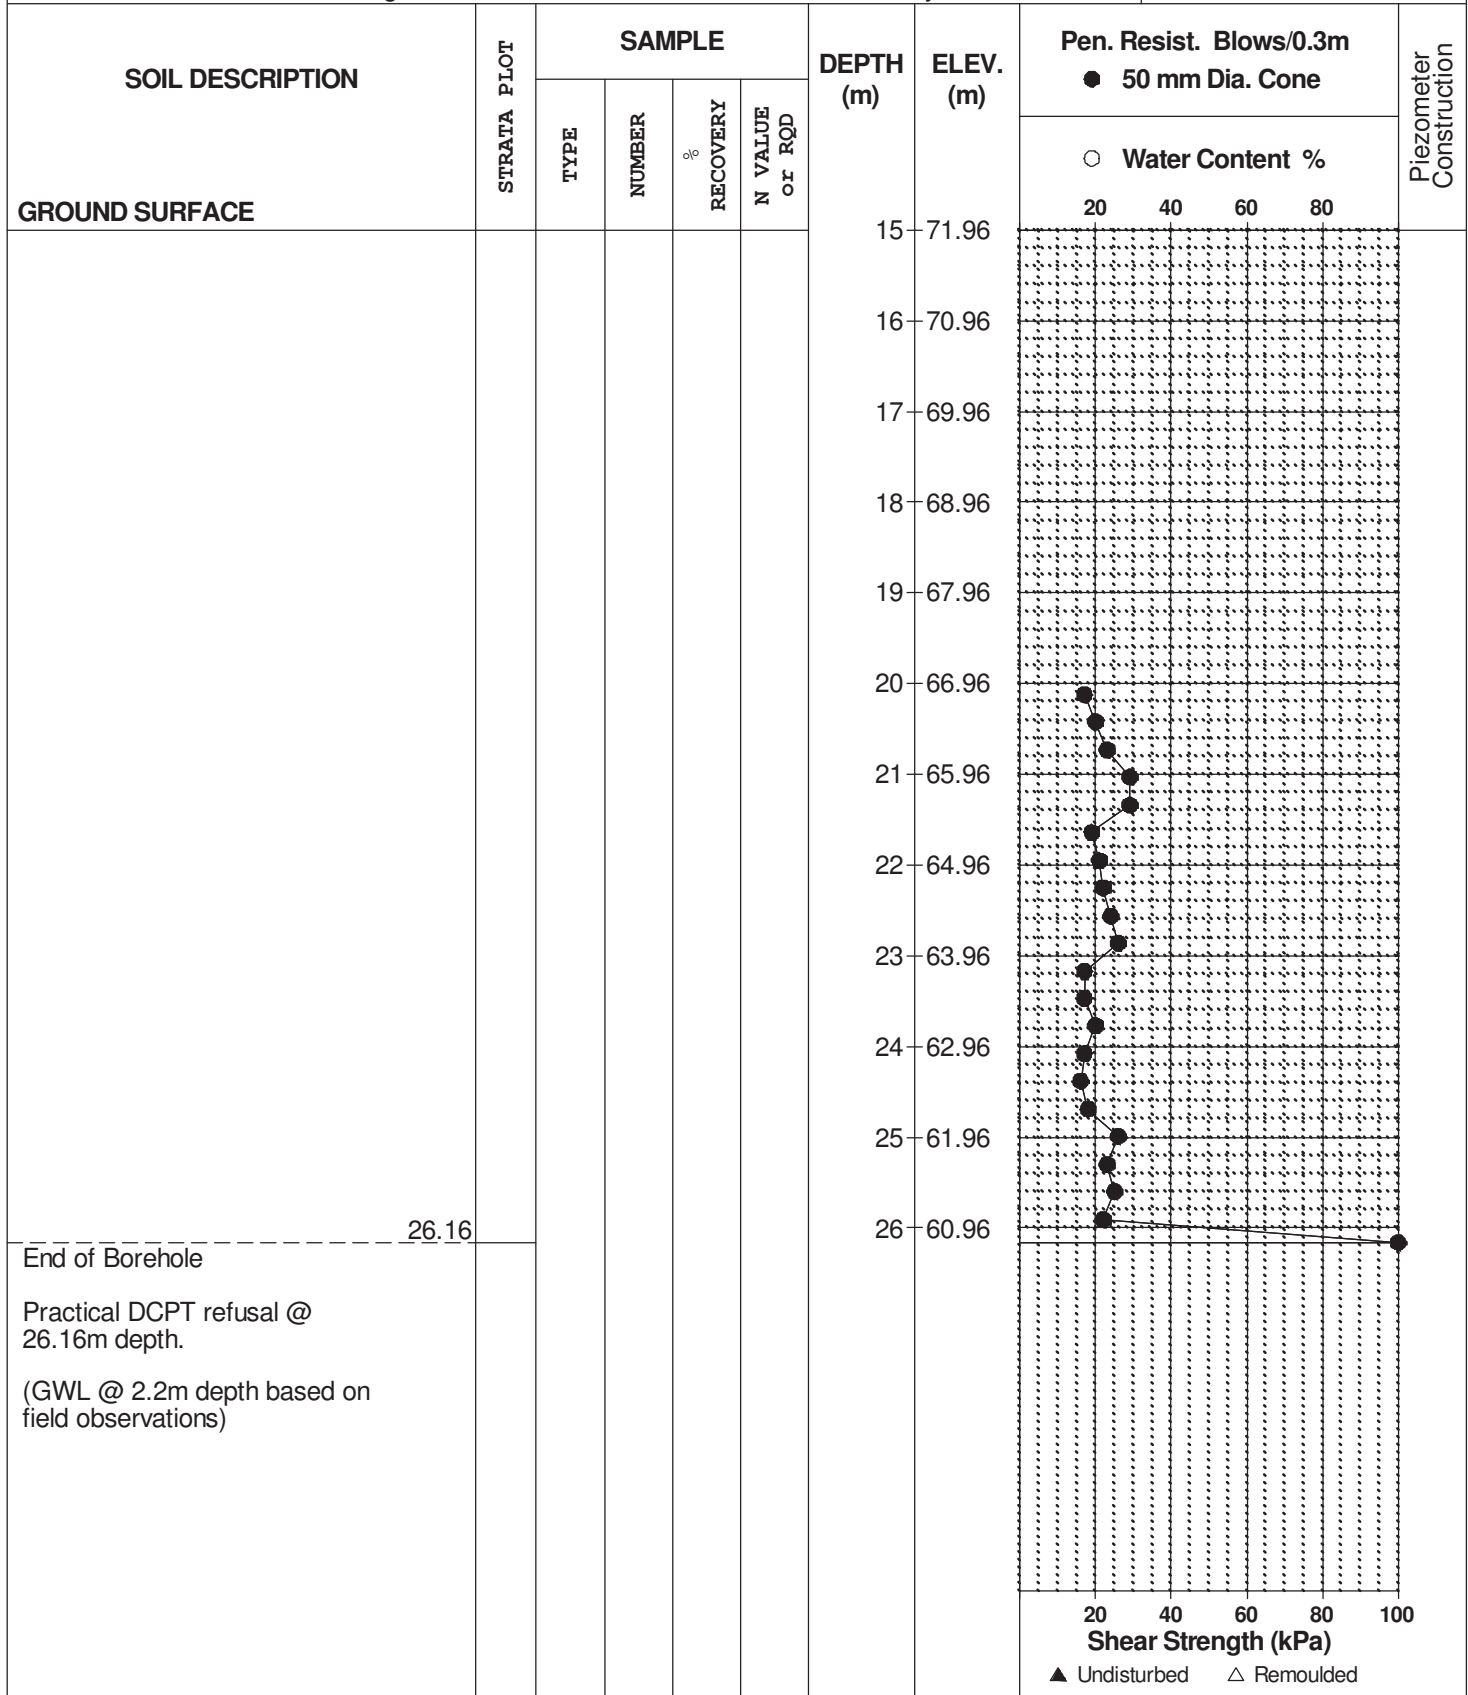 SOIL DESCRIPTION
GROUND SURFACE
STRATA PLOT
SAMPLE
TYPE
NUMBER
%
RECOVERY
N VALUE
or RQD
DEPTH
(m)
ELEV.
(m)
Pen. Resist. Blows/0.3m
● 50 mm Dia. Cone
○ Water Content %
20 40 60 80
Piezometer
Construction
15 71.96
16 70.96
17 69.96
18 68.96
19 67.96
20 66.96
21 65.96
22 64.96
23 63.96
24 62.96
25 61.96
26 60.96
26.16
End of Borehole
Practical DCPT refusal @
26.16m depth.
(GWL @ 2.2m depth based on
field observations)
20 40 60 80 100
Shear Strength (kPa)
▲ Undisturbed △ Remoulded